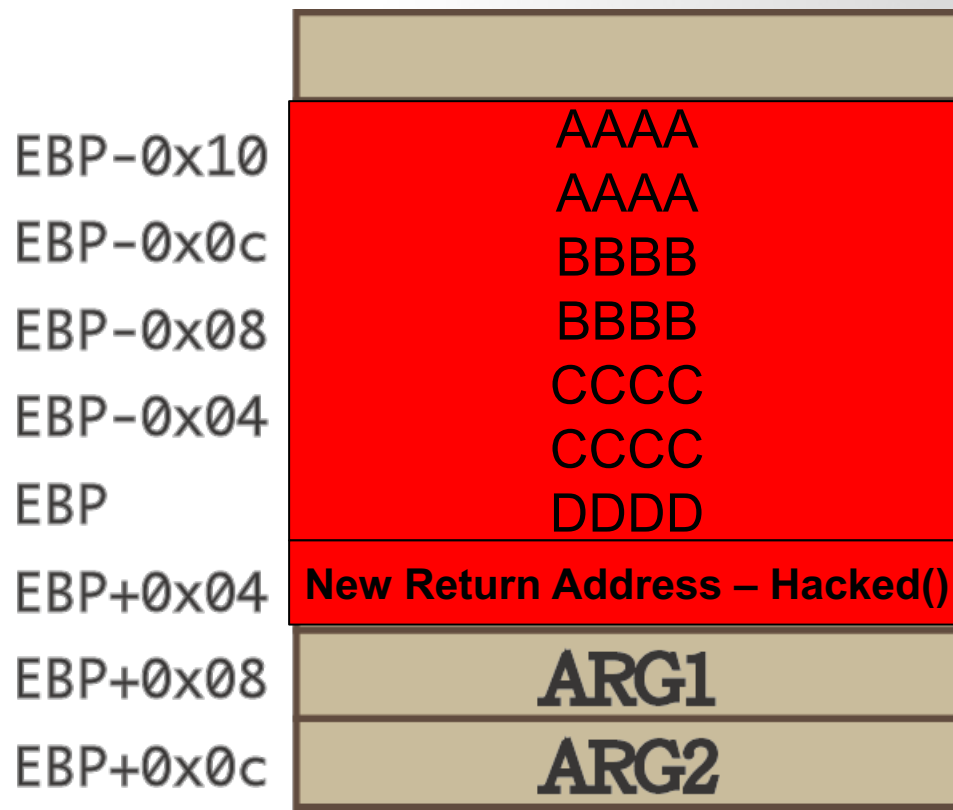 EBP-0x10 AAAA
AAAA
EBP-0x0c BBBB
EBP-0x08 BBBB
CCCC
EBP-0x04 CCCC
EBP DDDD
EBP+0x04 New Return Address – Hacked()
EBP+0x08 ARG1
EBP+0x0c ARG2